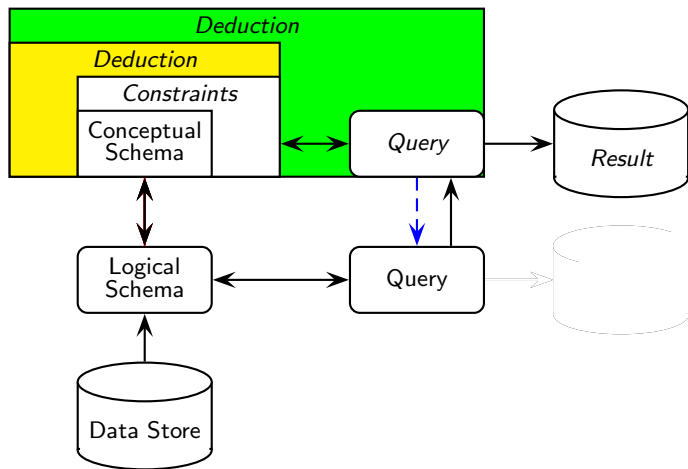 Deduction
Deduction
Constraints
Conceptual
Schema
Query
Result
Logical
Schema
Query
Data Store